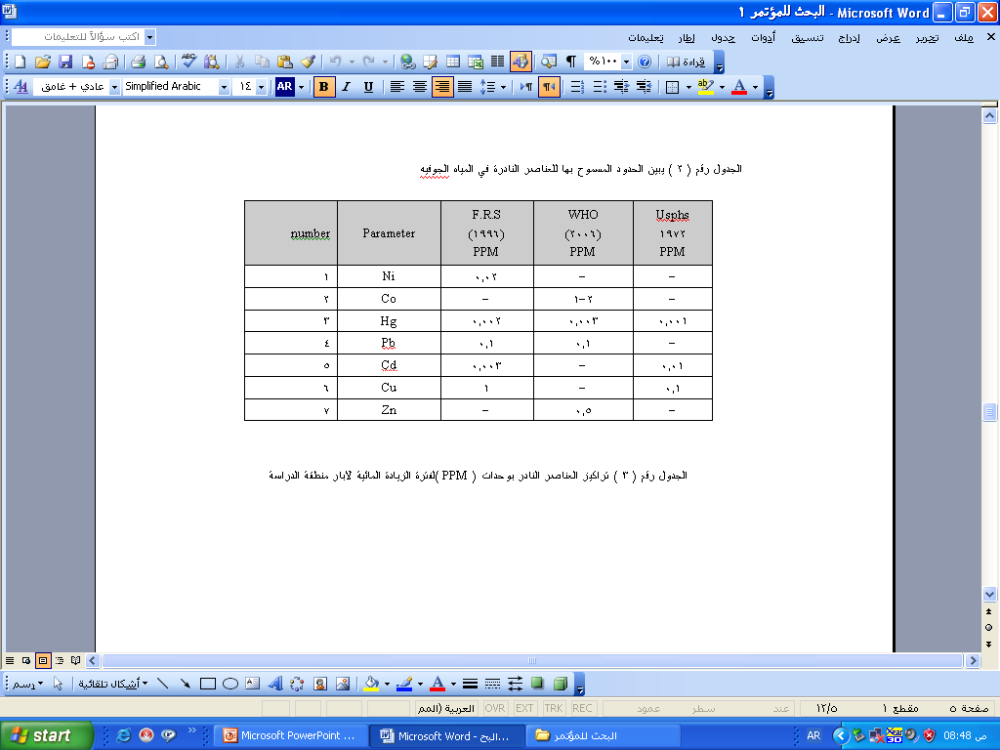 البحث للمؤتمر ١ - Microsoft Word
ملف تحرير عرض إدراج تنسيق أدوات جدول إطار تعليمات
اكتب سؤالاً للتعليمات
%١٠٠ قراءة
عادي + غامق Simplified Arabic ١٤ AR B I U
الجدول رقم ( ٢ ) يبين الحدود المسموح بها للعناصر النادرة في المياه الجوفيه
number Parameter F.R.S (١٩٩٦) PPM WHO (٢٠٠٦) PPM Usphs ١٩٧٢ PPM
١ Ni ٠,٠٢ – –
٢ Co – ١–٢ –
٣ Hg ٠,٠٠٢ ٠,٠٠٣ ٠,٠٠١
٤ Pb ٠,١ ٠,١ –
٥ Cd ٠,٠٠٣ – ٠,٠١
٦ Cu ١ – ٠,١
٧ Zn – ٠,٥ –
الجدول رقم ( ٣ ) تراكيز العناصر النادر بوحداث ( PPM )لفترة الزيادة المائية لابار منطقة الدراسة
رسم أشكال تلقائية
صفحة ٥ مقطع ١ ١٢/٥ عند سطر عمود REC TRK EXT OVR العربية (المم
start Microsoft PowerPoint ... Microsoft Word - البح... البحث للمؤتمر AR 08:48 ص